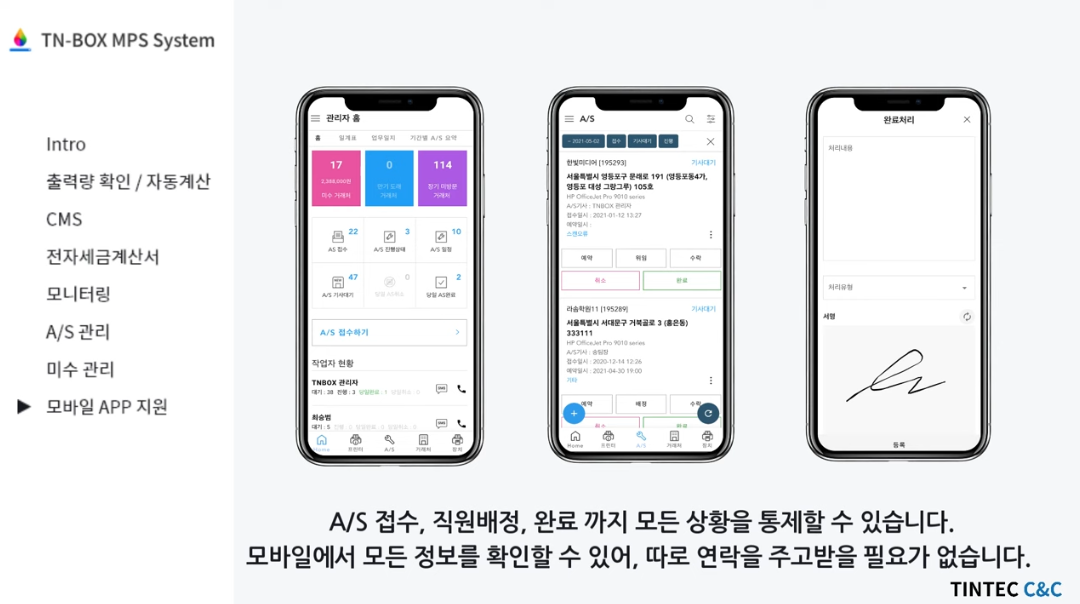 TN-BOX MPS System
Intro
출력량 확인 / 자동계산
CMS
전자세금계산서
모니터링
A/S 관리
미수 관리
모바일 APP 지원
관리자 홈
홈 일계표 업무일지 기간별 A/S 요약
17 0 114
미수 거래처 거래처 장기 미방문 거래처
22 3 10
AS 접수 A/S 진행상태 A/S 일정
47 0 2
A/S 기사대기 당일 AS완료
A/S 접수하기
작업자 현황
TNBOX 관리자
대기 : 38 진행 : 3 당일완료 : 1 당일취소 : 0
최승범
대기 : 5
Home 프린터 A/S 거래처 일지
A/S
~ 2021-05-02 접수 기사대기 진행
한빛미디어 [195293] 기사대기
서울특별시 영등포구 문래로 191 (영등포동4가,
영등포 대성 그랑그루) 105호
HP OfficeJet Pro 9010 series
A/S기사 : TNBOX 관리자
접수일시 : 2021-01-12 13:27
예약일시 :
스캔오류
예약 위임 수락
취소 완료
라솜학원11 [195289] 기사대기
서울특별시 서대문구 거북골로 3 (홍은동)
333111
HP OfficeJet Pro 9010 series
A/S기사 : 송팀장
접수일시 : 2020-12-14 12:26
예약일시 : 2021-04-30 19:00
기타
예약 배정 수락
취소 완료
Home 프린터 A/S 거래처 일지
완료처리
처리내용
처리유형
서명
등록
A/S 접수, 직원배정, 완료 까지 모든 상황을 통제할 수 있습니다.
모바일에서 모든 정보를 확인할 수 있어, 따로 연락을 주고받을 필요가 없습니다.
TINTEC C&C